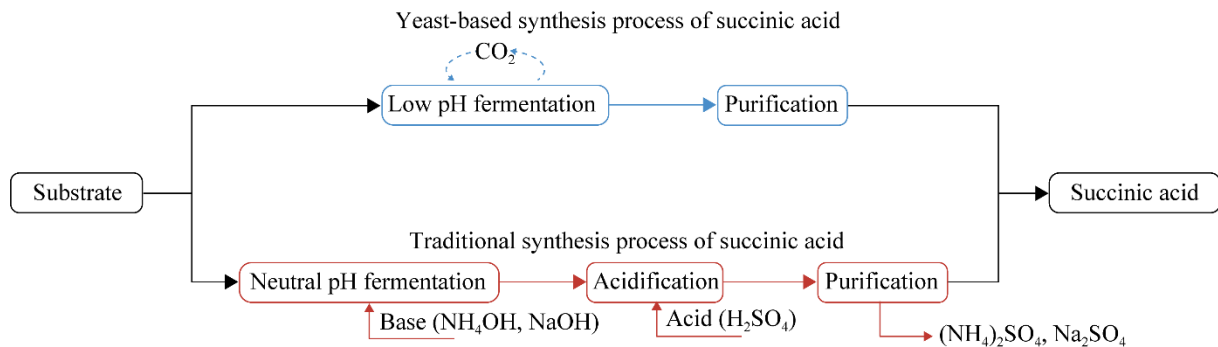 Yeast-based synthesis process of succinic acid
CO₂
Low pH fermentation
Purification
Substrate
Succinic acid
Traditional synthesis process of succinic acid
Neutral pH fermentation
Acidification
Purification
Base (NH₄OH, NaOH)
Acid (H₂SO₄)
(NH₄)₂SO₄, Na₂SO₄